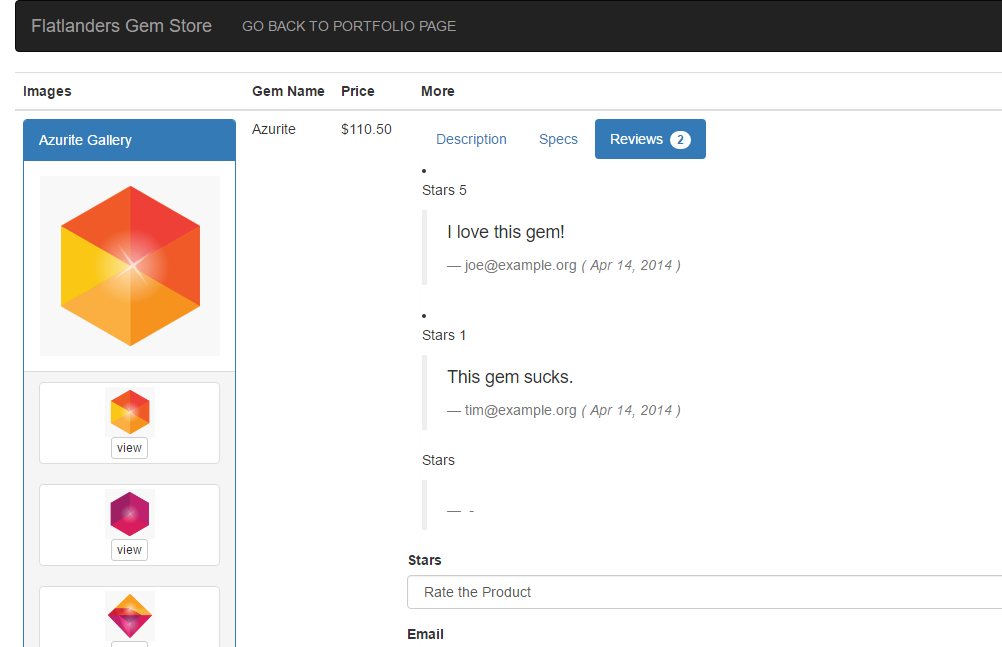 Flatlanders Gem Store GO BACK TO PORTFOLIO PAGE
Images Gem Name Price More
Azurite Gallery
Azurite $110.50
Description Specs Reviews 2
Stars 5
I love this gem!
— joe@example.org ( Apr 14, 2014 )
Stars 1
This gem sucks.
— tim@example.org ( Apr 14, 2014 )
Stars
— -
view
view
Stars
Rate the Product
Email